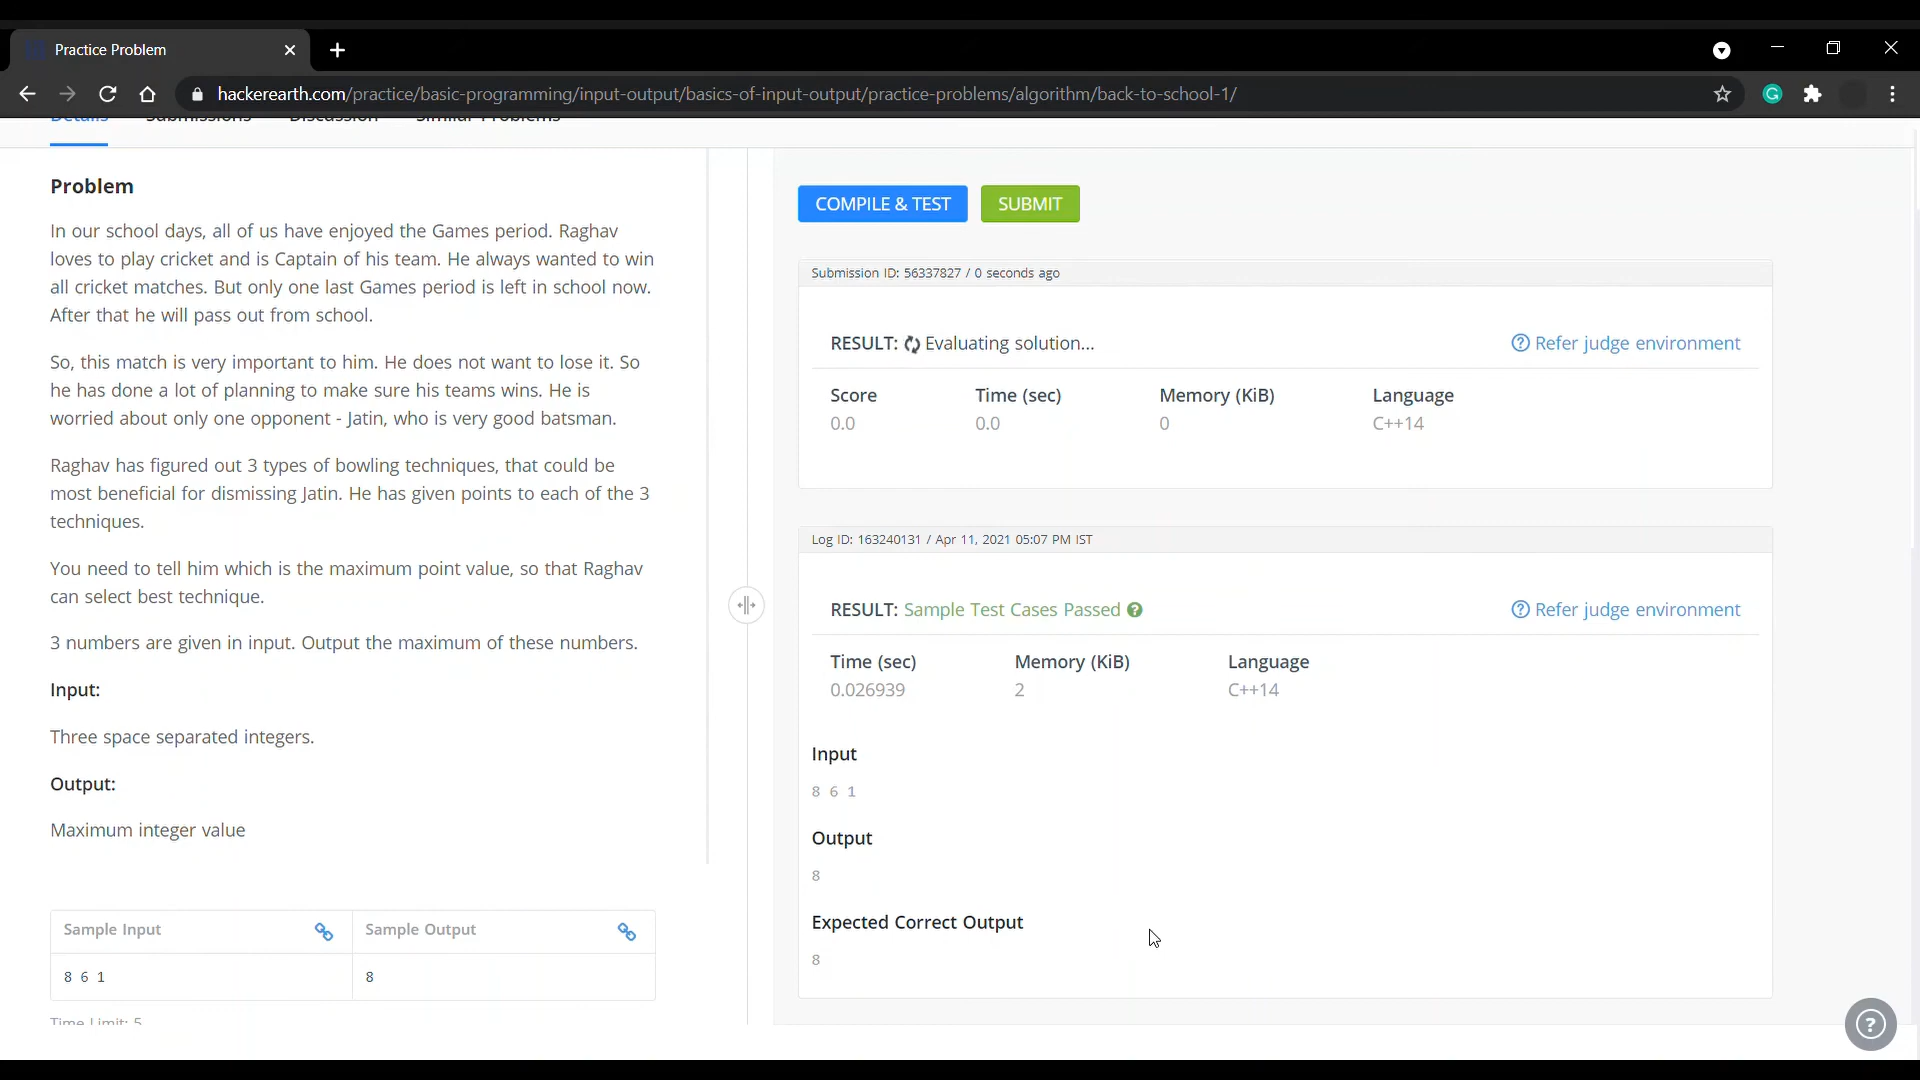 Practice Problem
hackerearth.com/practice/basic-programming/input-output/basics-of-input-output/practice-problems/algorithm/back-to-school-1/
Details Submissions Discussion Similar Problems
Problem
In our school days, all of us have enjoyed the Games period. Raghav
loves to play cricket and is Captain of his team. He always wanted to win
all cricket matches. But only one last Games period is left in school now.
After that he will pass out from school.
So, this match is very important to him. He does not want to lose it. So
he has done a lot of planning to make sure his teams wins. He is
worried about only one opponent - Jatin, who is very good batsman.
Raghav has figured out 3 types of bowling techniques, that could be
most beneficial for dismissing Jatin. He has given points to each of the 3
techniques.
You need to tell him which is the maximum point value, so that Raghav
can select best technique.
3 numbers are given in input. Output the maximum of these numbers.
Input:
Three space separated integers.
Output:
Maximum integer value
Sample Input
Sample Output
8 6 1
8
Time Limit: 5
COMPILE & TEST
SUBMIT
Submission ID: 56337827 / 0 seconds ago
RESULT: Evaluating solution...
Refer judge environment
Score Time (sec) Memory (KiB) Language
0.0 0.0 0 C++14
Log ID: 163240131 / Apr 11, 2021 05:07 PM IST
RESULT: Sample Test Cases Passed ?
Refer judge environment
Time (sec) Memory (KiB) Language
0.026939 2 C++14
Input
8 6 1
Output
8
Expected Correct Output
8